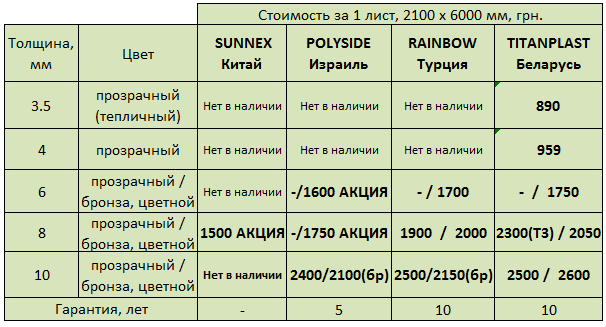 Стоимость за 1 лист, 2100 х 6000 мм, грн.
Толщина, мм Цвет SUNNEX Китай POLYSIDE Израиль RAINBOW Турция TITANPLAST Беларусь
3.5 прозрачный (тепличный) Нет в наличии Нет в наличии Нет в наличии 890
4 прозрачный Нет в наличии Нет в наличии Нет в наличии 959
6 прозрачный / бронза, цветной Нет в наличии -/1600 АКЦИЯ - / 1700 - / 1750
8 прозрачный / бронза, цветной 1500 АКЦИЯ -/1750 АКЦИЯ 1900 / 2000 2300(ТЗ) / 2050
10 прозрачный / бронза, цветной Нет в наличии 2400/2100(бр) 2500/2150(бр) 2500 / 2600
Гарантия, лет - 5 10 10